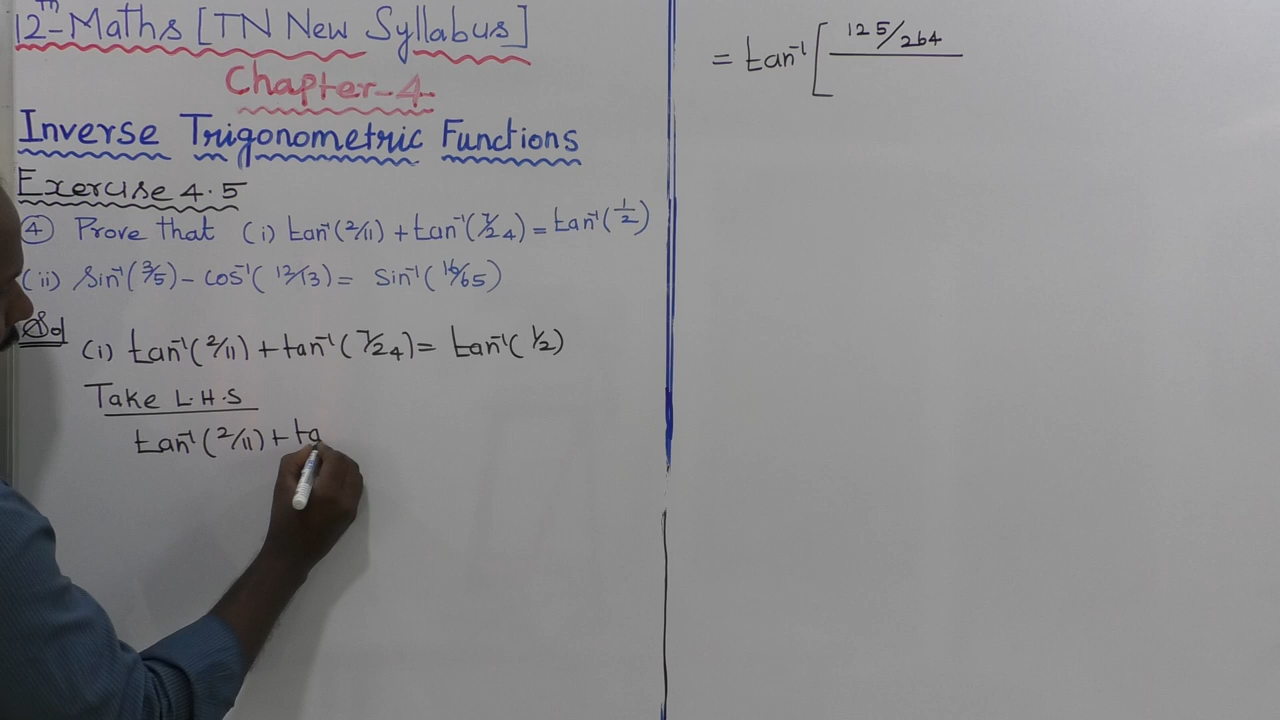 12th-Maths [TN New Syllabus]
Chapter-4
Inverse Trigonometric Functions
Exercise 4.5
④ Prove that (i) tan⁻¹(2/11) + tan⁻¹(7/24) = tan⁻¹(1/2)
(ii) Sin⁻¹(3/5) - cos⁻¹(12/13) = Sin⁻¹(16/65)
Sol
(i) tan⁻¹(2/11) + tan⁻¹(7/24) = tan⁻¹(1/2)
Take L.H.S
tan⁻¹(2/11) + ta
= tan⁻¹[125/264